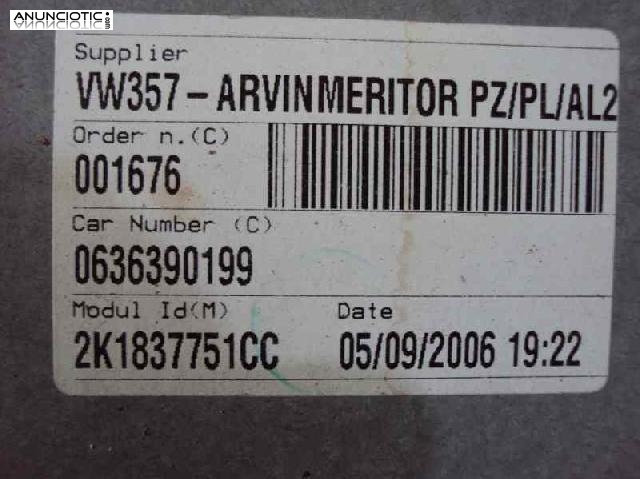 ANUNCIOTIC.es
Supplier
VW357 - ARVINMERITOR PZ/PL/AL2
Order n.(C)
001676
Car Number (C)
0636390199
Modul Id(M) Date
2K1837751CC 05/09/2006 19:22